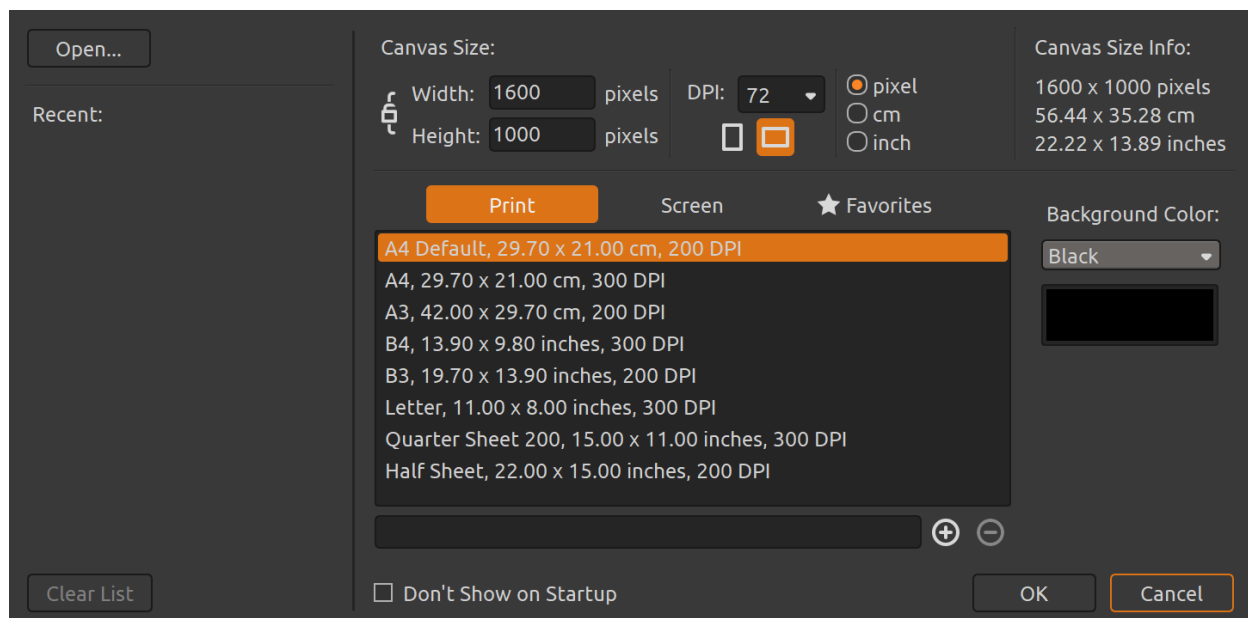 Open...
Recent:
Clear List
Canvas Size:
Width: 1600 pixels
Height: 1000 pixels
DPI: 72
pixel
cm
inch
Canvas Size Info:
1600 x 1000 pixels
56.44 x 35.28 cm
22.22 x 13.89 inches
Print Screen Favorites
A4 Default, 29.70 x 21.00 cm, 200 DPI
A4, 29.70 x 21.00 cm, 300 DPI
A3, 42.00 x 29.70 cm, 200 DPI
B4, 13.90 x 9.80 inches, 300 DPI
B3, 19.70 x 13.90 inches, 200 DPI
Letter, 11.00 x 8.00 inches, 300 DPI
Quarter Sheet 200, 15.00 x 11.00 inches, 300 DPI
Half Sheet, 22.00 x 15.00 inches, 200 DPI
Background Color:
Black
Don't Show on Startup
OK Cancel